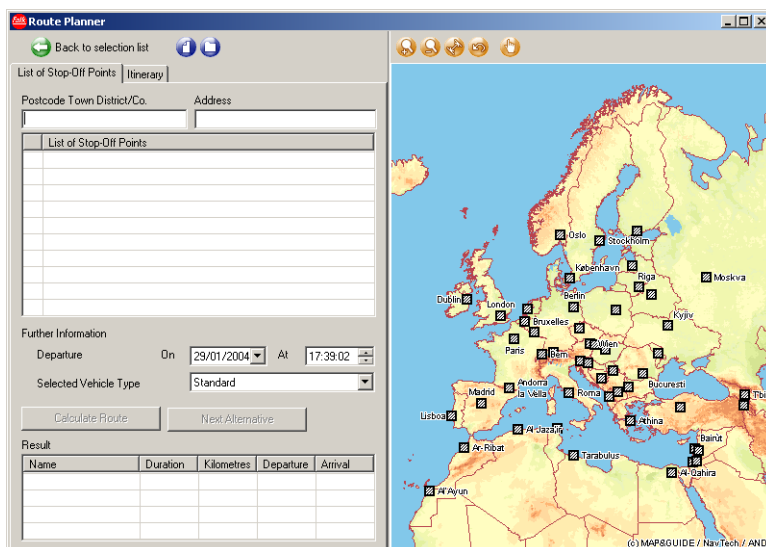 Falk Route Planner
Back to selection list
List of Stop-Off Points
Itinerary
Postcode Town District/Co.
Address
List of Stop-Off Points
Further Information
Departure On 29/01/2004 At 17:39:02
Selected Vehicle Type Standard
Calculate Route
Next Alternative
Result
Name Duration Kilometres Departure Arrival
Oslo
Stockholm
København
Riga
Moskva
Dublin
London
Berlin
Bruxelles
Kyjiv
Paris
Wien
Bern
Andorra
la Vella
Madrid
Roma
Bucuresti
Tbi
Lisboa
Athina
Al-Jaza,ir
Bairūt
Ar-Ribat
Tarabulus
Al-Qahira
Al'Ayun
(c) MAP&GUIDE / NavTech / AND